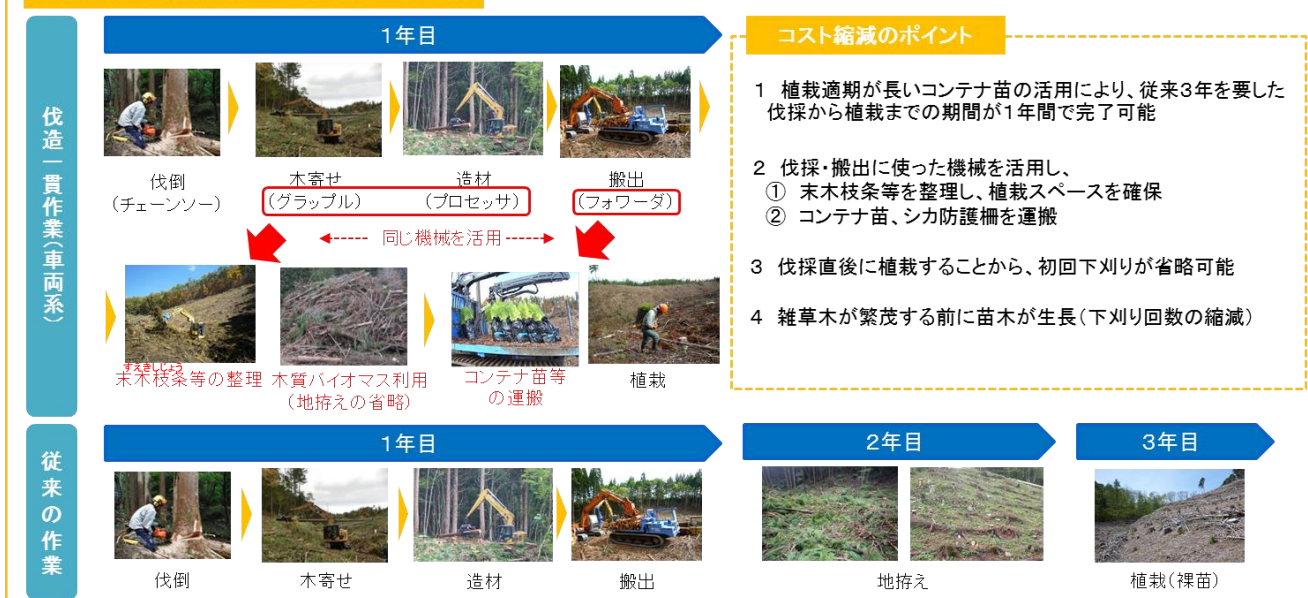 伐造一貫作業(車両系)
1年目
伐倒
(チェーンソー)
木寄せ
(グラップル)
造材
(プロセッサ)
搬出
(フォワーダ)
同じ機械を活用
すえきしじょう
末木枝条等の整理
木質バイオマス利用
(地拵えの省略)
コンテナ苗等
の運搬
植栽
コスト縮減のポイント
1 植栽適期が長いコンテナ苗の活用により、従来3年を要した
伐採から植栽までの期間が1年間で完了可能
2 伐採・搬出に使った機械を活用し、
① 末木枝条等を整理し、植栽スペースを確保
② コンテナ苗、シカ防護柵を運搬
3 伐採直後に植栽することから、初回下刈りが省略可能
4 雑草木が繁茂する前に苗木が生長(下刈り回数の縮減)
従来の作業
1年目
2年目
3年目
伐倒
木寄せ
造材
搬出
地拵え
植栽(裸苗)